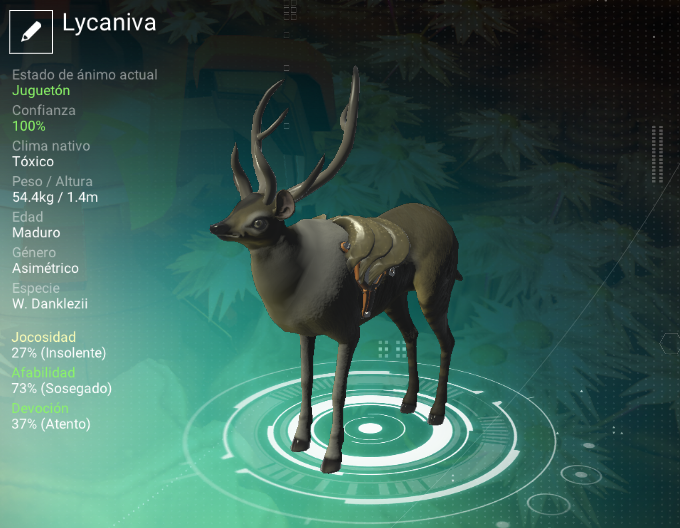 Lycaniva
Estado de ánimo actual
Juguetón
Confianza
100%
Clima nativo
Tóxico
Peso / Altura
54.4kg / 1.4m
Edad
Maduro
Género
Asimétrico
Especie
W. Danklezii
Jocosidad
27% (Insolente)
Afabilidad
73% (Sosegado)
Devoción
37% (Atento)